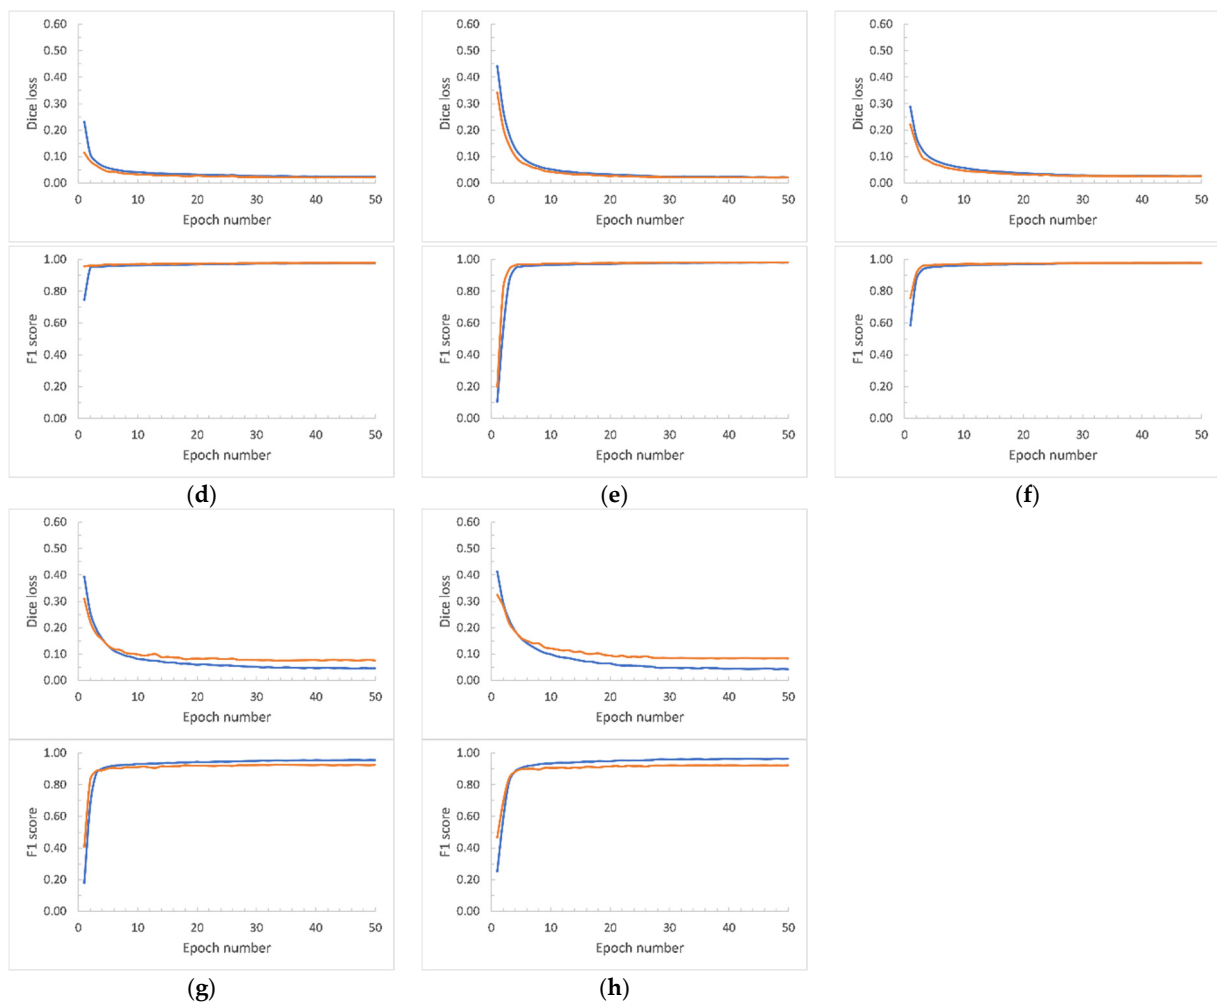 0.60 0.60 0.60
0.50 0.50 0.50
0.40 0.40 0.40
0.30 0.30 0.30
0.20 0.20 0.20
0.10 0.10 0.10
0.00 0.00 0.00
Dice loss Dice loss Dice loss
0 10 20 30 40 50 0 10 20 30 40 50 0 10 20 30 40 50
Epoch number Epoch number Epoch number
1.00 1.00 1.00
0.80 0.80 0.80
0.60 0.60 0.60
0.40 0.40 0.40
0.20 0.20 0.20
0.00 0.00 0.00
F1 score F1 score F1 score
0 10 20 30 40 50 0 10 20 30 40 50 0 10 20 30 40 50
Epoch number Epoch number Epoch number
(d) (e) (f)
0.60 0.60
0.50 0.50
0.40 0.40
0.30 0.30
0.20 0.20
0.10 0.10
0.00 0.00
Dice loss Dice loss
0 10 20 30 40 50 0 10 20 30 40 50
Epoch number Epoch number
1.00 1.00
0.80 0.80
0.60 0.60
0.40 0.40
0.20 0.20
0.00 0.00
F1 score F1 score
0 10 20 30 40 50 0 10 20 30 40 50
Epoch number Epoch number
(g) (h)